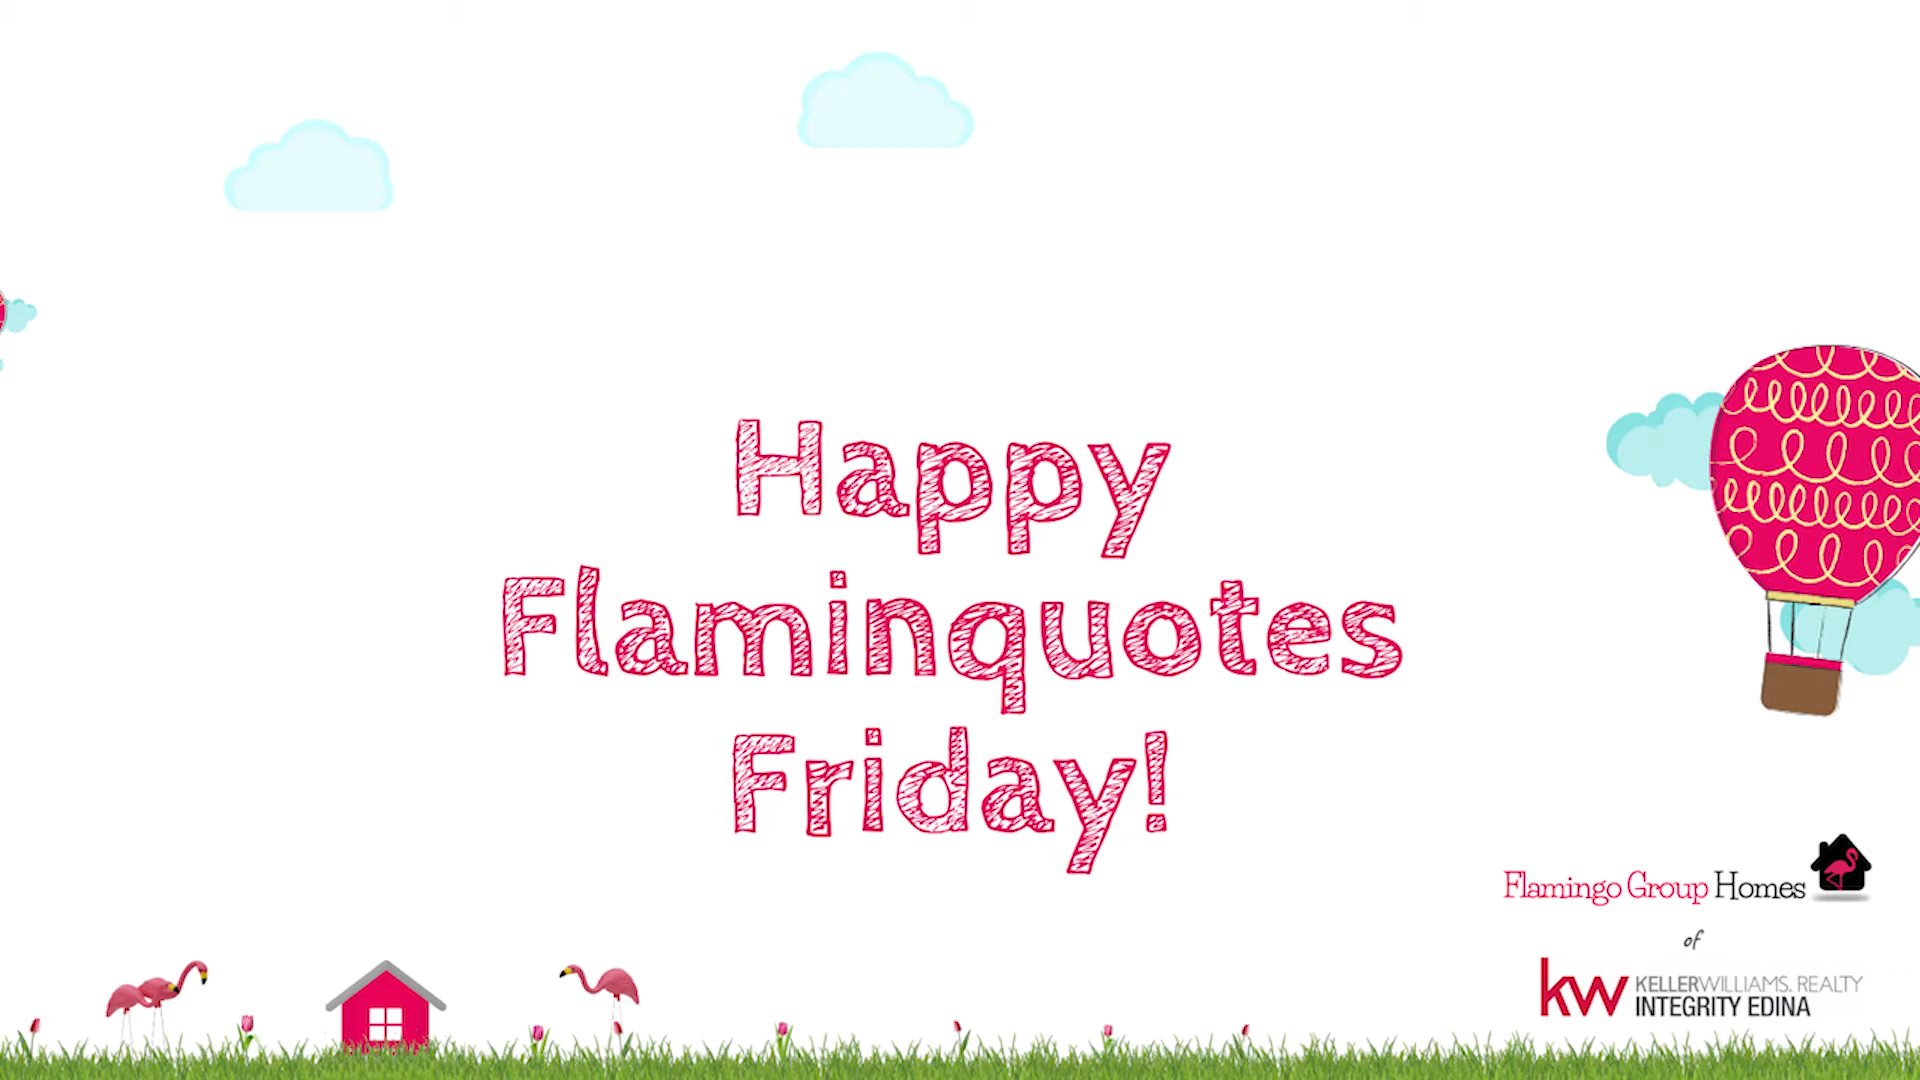 Happy
Flaminquotes
Friday!
Flamingo Group Homes
of
kw KELLERWILLIAMS. REALTY
INTEGRITY EDINA